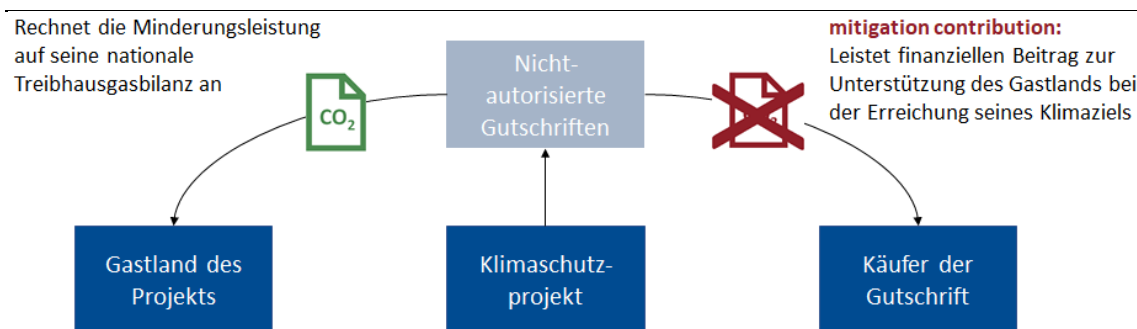 Rechnet die Minderungsleistung
auf seine nationale
Treibhausgasbilanz an
CO2
Nicht-
autorisierte
Gutschriften
mitigation contribution:
Leistet finanziellen Beitrag zur
Unterstützung des Gastlands bei
der Erreichung seines Klimaziels
Gastland des
Projekts
Klimaschutz-
projekt
Käufer der
Gutschrift